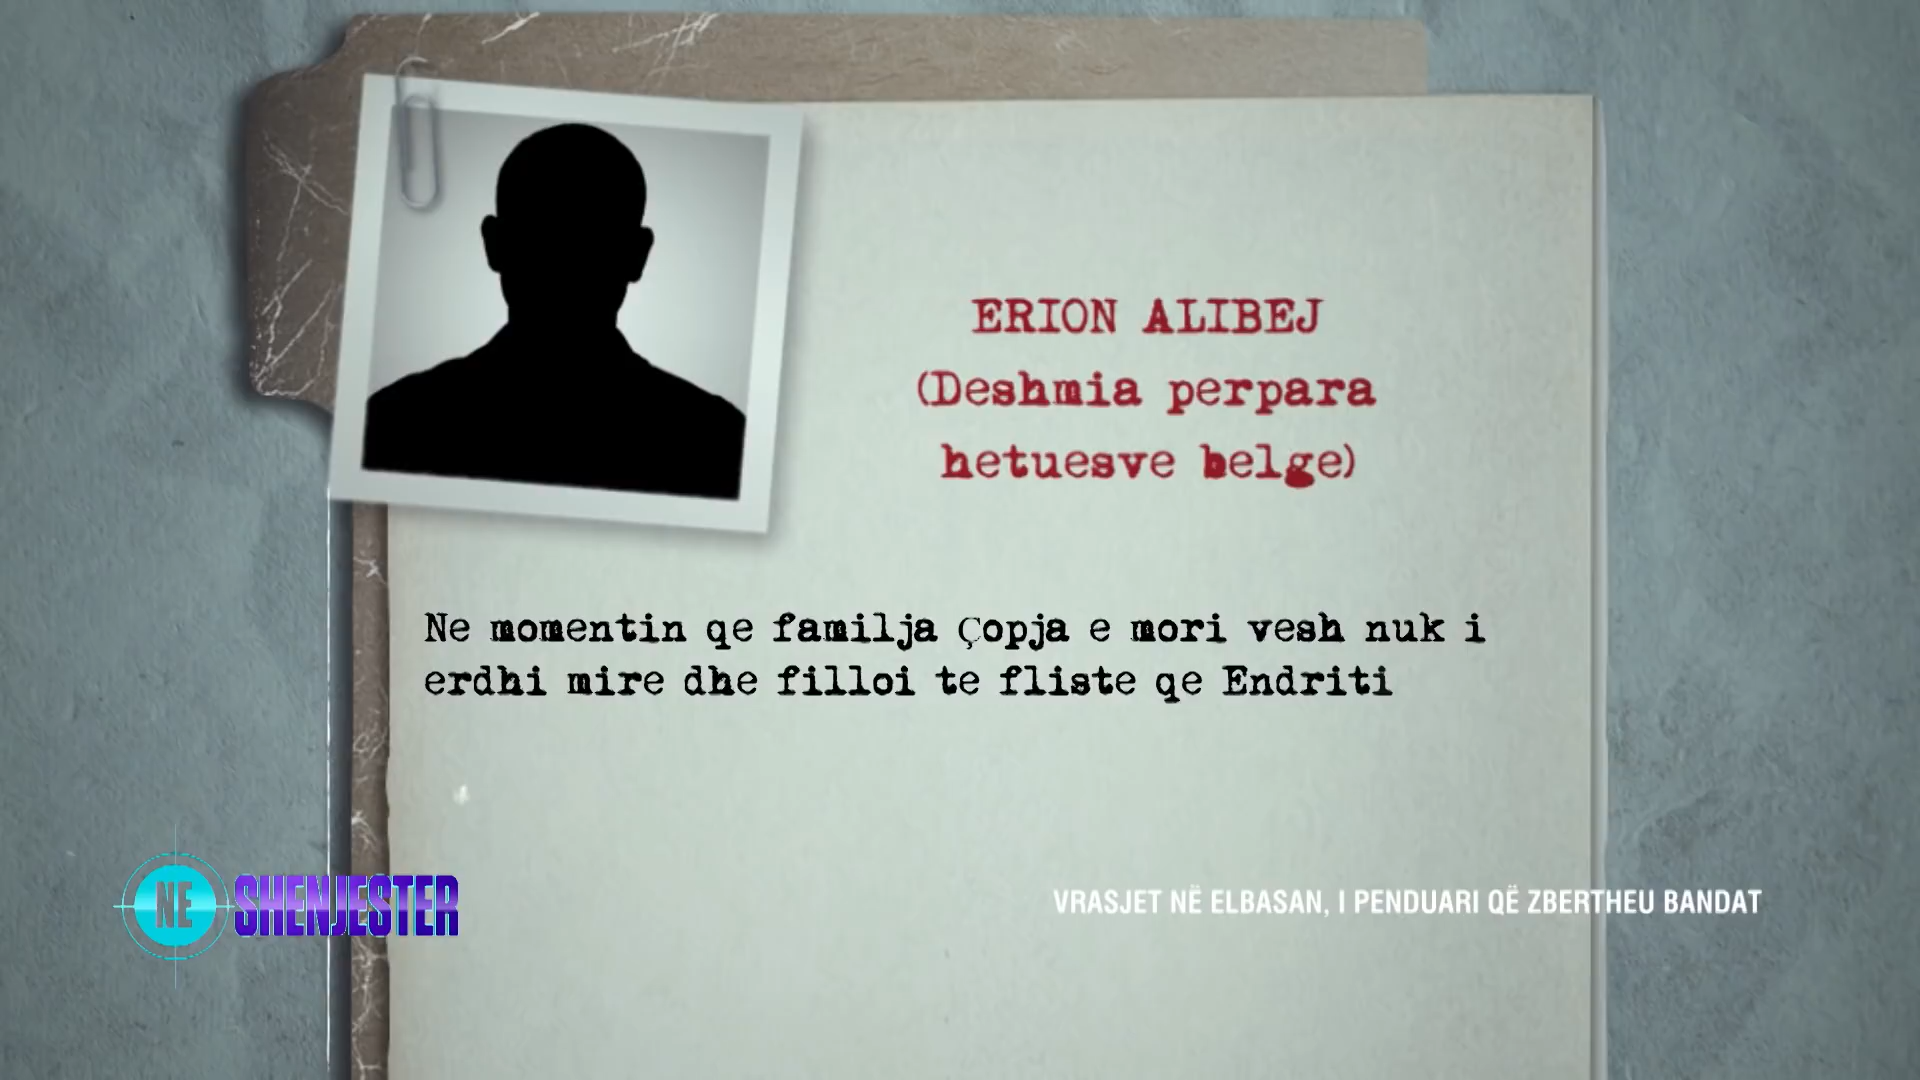 ERION ALIBEJ
(Deshmia perpara
hetuesve belge)
Ne momentin qe familja Çopja e mori vesh nuk i
erdhi mire dhe filloi te fliste qe Endriti
NE SHENJESTER
VRASJET NË ELBASAN, I PENDUARI QË ZBERTHEU BANDAT